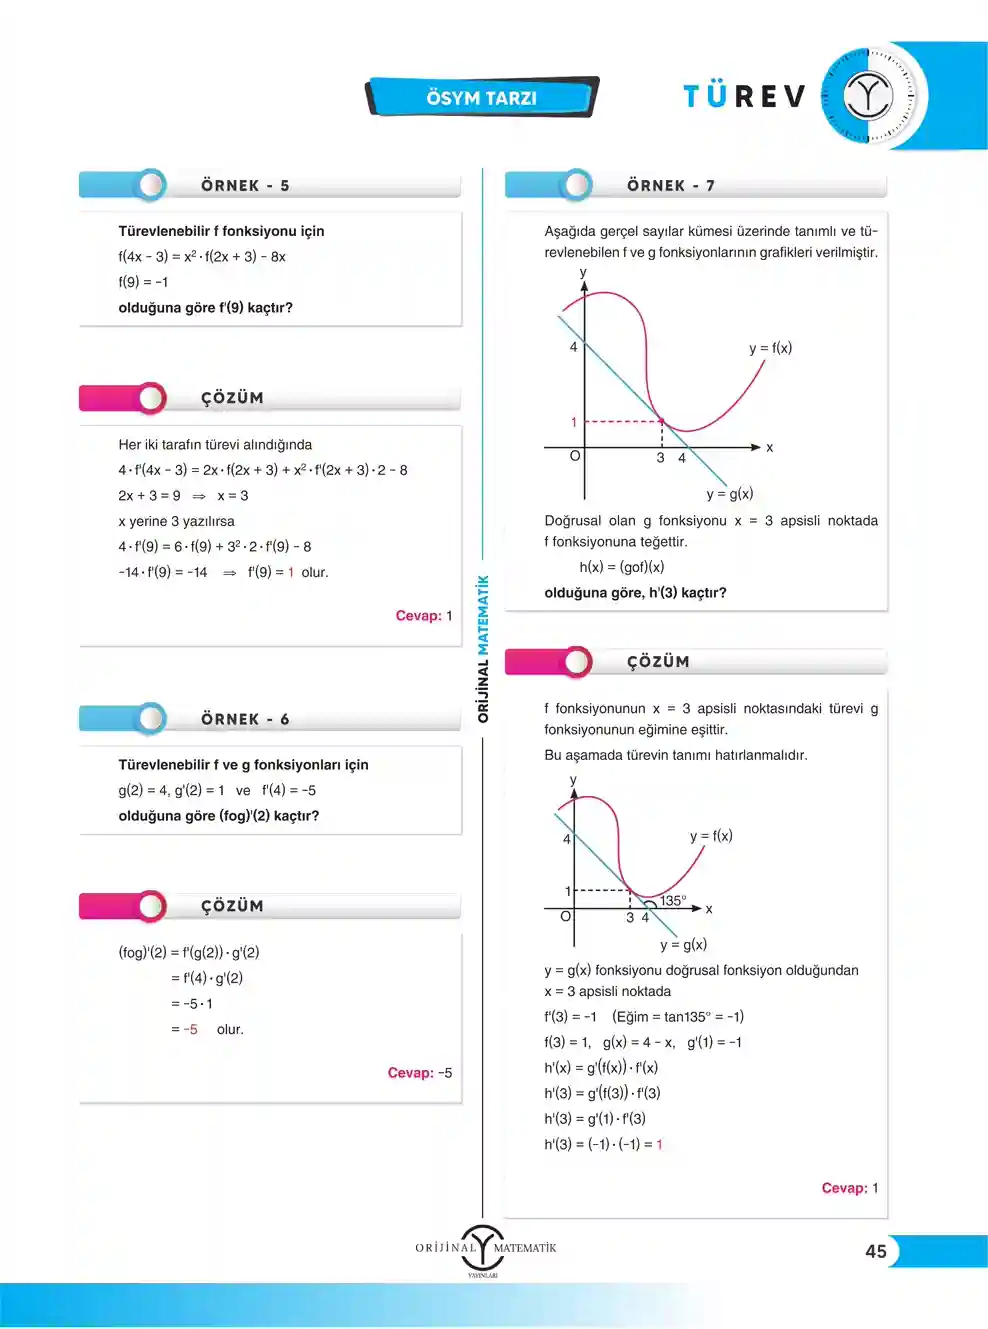 ÖSYM TARZI
TÜREV
ÖRNEK - 5
Türevlenebilir f fonksiyonu için
f(4x – 3) = x²·f(2x + 3) – 8x
f(9) = –1
olduğuna göre f'(9) kaçtır?
ÇÖZÜM
Her iki tarafın türevi alındığında
4·f'(4x – 3) = 2x·f(2x + 3) + x²·f'(2x + 3)·2 – 8
2x + 3 = 9 ⇒ x = 3
x yerine 3 yazılırsa
4·f'(9) = 6·f(9) + 3²·2·f'(9) – 8
–14·f'(9) = –14 ⇒ f'(9) = 1 olur.
Cevap: 1
ÖRNEK - 6
Türevlenebilir f ve g fonksiyonları için
g(2) = 4, g'(2) = 1 ve f'(4) = –5
olduğuna göre (fog)'(2) kaçtır?
ÇÖZÜM
(fog)'(2) = f'(g(2))·g'(2)
= f'(4)·g'(2)
= –5·1
= –5 olur.
Cevap: –5
ORİJİNAL MATEMATİK
ÖRNEK - 7
Aşağıda gerçel sayılar kümesi üzerinde tanımlı ve tü-
revlenebilen f ve g fonksiyonlarının grafikleri verilmiştir.
y
4
y = f(x)
1
O
3 4
x
y = g(x)
Doğrusal olan g fonksiyonu x = 3 apsisli noktada
f fonksiyonuna teğettir.
h(x) = (gof)(x)
olduğuna göre, h'(3) kaçtır?
ÇÖZÜM
f fonksiyonunun x = 3 apsisli noktasındaki türevi g
fonksiyonunun eğimine eşittir.
Bu aşamada türevin tanımı hatırlanmalıdır.
y
4
y = f(x)
1
135°
O
3 4
x
y = g(x)
y = g(x) fonksiyonu doğrusal fonksiyon olduğundan
x = 3 apsisli noktada
f'(3) = –1 (Eğim = tan135° = –1)
f(3) = 1, g(x) = 4 – x, g'(1) = –1
h'(x) = g'(f(x))·f'(x)
h'(3) = g'(f(3))·f'(3)
h'(3) = g'(1)·f'(3)
h'(3) = (–1)·(–1) = 1
Cevap: 1
ORİJİNAL MATEMATİK
YAYINLARI
45